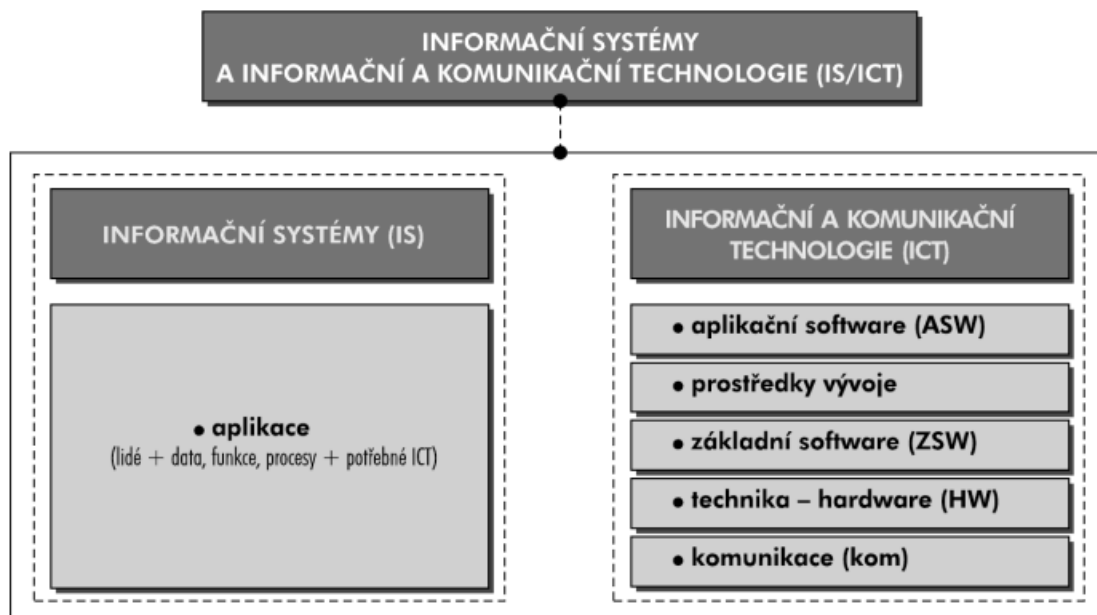 INFORMAČNÍ SYSTÉMY
A INFORMAČNÍ A KOMUNIKAČNÍ TECHNOLOGIE (IS/ICT)
INFORMAČNÍ SYSTÉMY (IS)
• aplikace
(lidé + data, funkce, procesy + potřebné ICT)
INFORMAČNÍ A KOMUNIKAČNÍ
TECHNOLOGIE (ICT)
• aplikační software (ASW)
• prostředky vývoje
• základní software (ZSW)
• technika – hardware (HW)
• komunikace (kom)